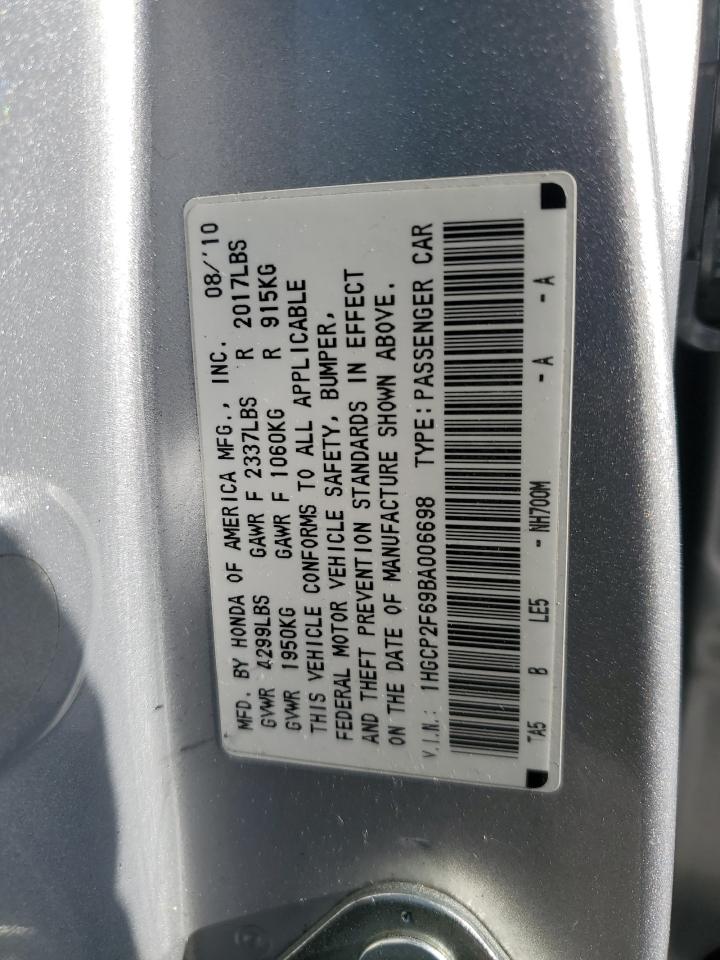 MFD. BY HONDA OF AMERICA MFG., INC. 08/'10
GVWR 4299LBS GAWR F 2337LBS R 2017LBS
GVWR 1950KG GAWR F 1060KG R 915KG
THIS VEHICLE CONFORMS TO ALL APPLICABLE
FEDERAL MOTOR VEHICLE SAFETY, BUMPER,
AND THEFT PREVENTION STANDARDS IN EFFECT
ON THE DATE OF MANUFACTURE SHOWN ABOVE.
V.I.N.: 1HGCP2F69BA006698 TYPE: PASSENGER CAR
TA5 B LE5 - NH700M - A - A